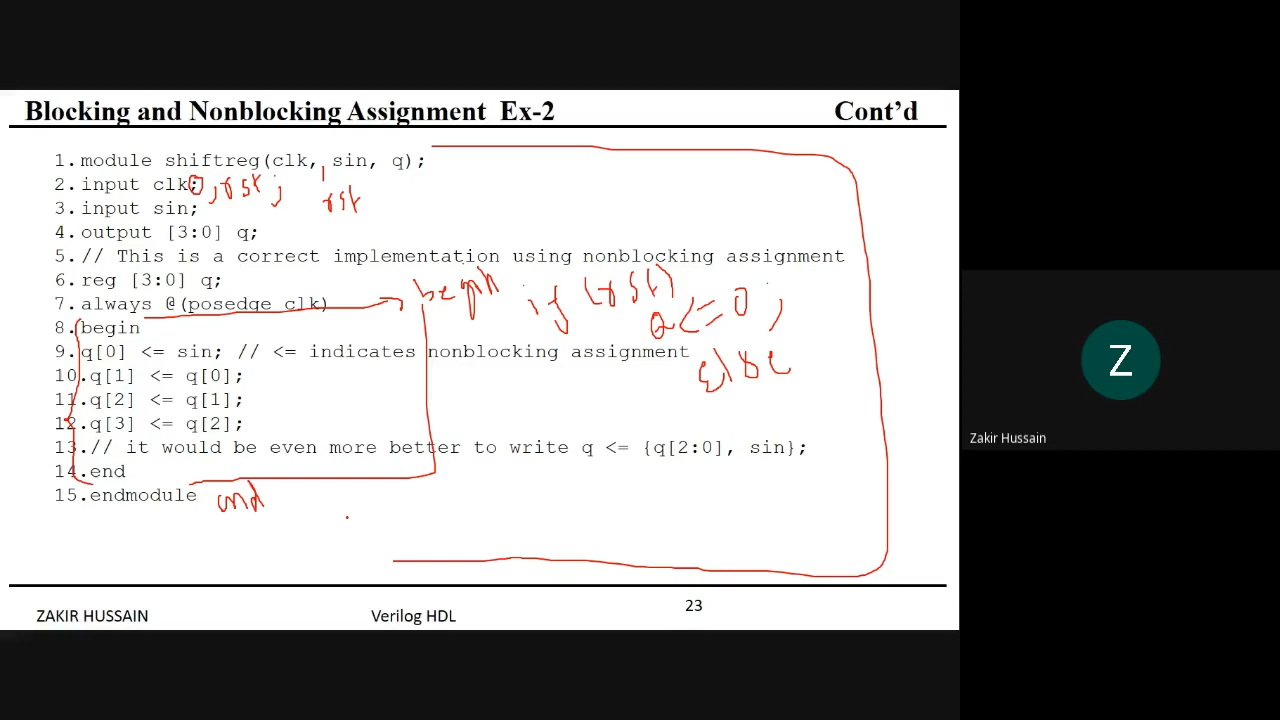 Blocking and Nonblocking Assignment Ex-2 Cont'd
1. module shiftreg(clk, sin, q);
2. input clk; , rst ; rst
3. input sin;
4. output [3:0] q;
5. // This is a correct implementation using nonblocking assignment
6. reg [3:0] q;
begin if (rst)
7. always @(posedge clk)
Q <= 0 ;
8. begin
9. q[0] <= sin; // <= indicates nonblocking assignment
else
10. q[1] <= q[0];
11. q[2] <= q[1];
12. q[3] <= q[2];
13. // it would be even more better to write q <= {q[2:0], sin};
14. end
15. endmodule
end
ZAKIR HUSSAIN Verilog HDL 23
Z
Zakir Hussain